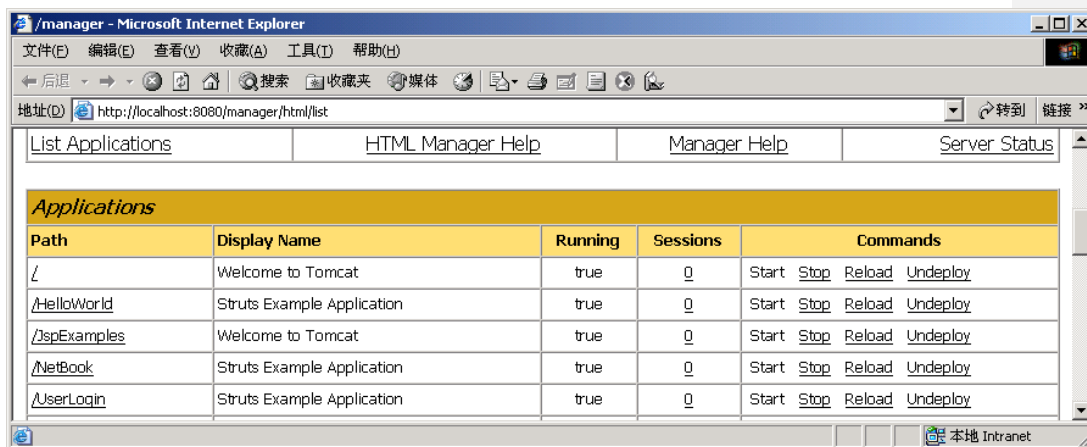 /manager - Microsoft Internet Explorer
文件(F) 编辑(E) 查看(V) 收藏(A) 工具(T) 帮助(H)
后退 搜索 收藏夹 媒体
地址(D) http://localhost:8080/manager/html/list 转到 链接 »
List Applications HTML Manager Help Manager Help Server Status
Applications
Path Display Name Running Sessions Commands
/ Welcome to Tomcat true 0 Start Stop Reload Undeploy
/HelloWorld Struts Example Application true 0 Start Stop Reload Undeploy
/JspExamples Welcome to Tomcat true 0 Start Stop Reload Undeploy
/NetBook Struts Example Application true 0 Start Stop Reload Undeploy
/UserLogin Struts Example Application true 0 Start Stop Reload Undeploy
本地 Intranet